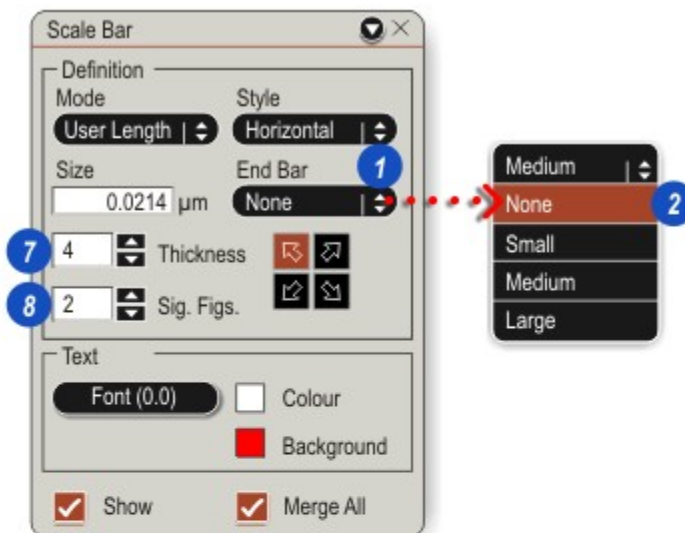 Scale Bar
Definition
Mode
Style
User Length
Horizontal
Size
End Bar
1
0.0214 µm
None
7
4
Thickness
8
2
Sig. Figs.
Text
Font (0.0)
Colour
Background
Show
Merge All
Medium
None
2
Small
Medium
Large